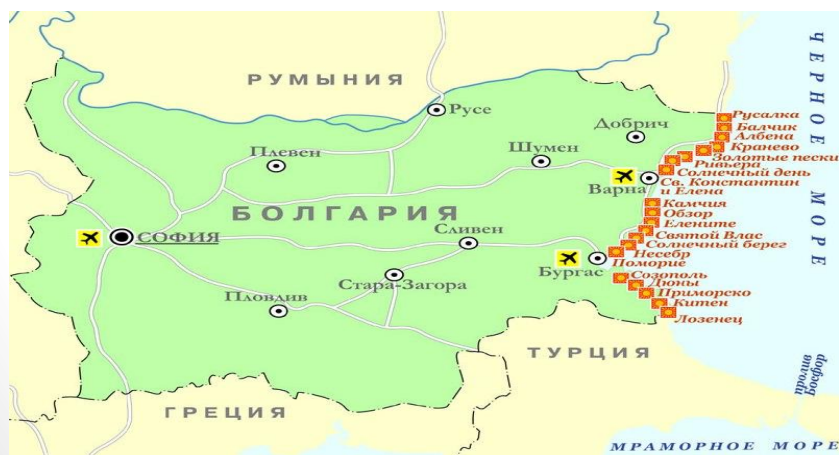 РУМЫНИЯ
Русе
Добрич
Плевен
Шумен
Варна
БОЛГАРИЯ
СОФИЯ
Сливен
Бургас
Стара-Загора
Пловдив
ТУРЦИЯ
ГРЕЦИЯ
Русалка
Балчик
Албена
Кранево
Золотые пески
Ривьера
Солнечный день
Св. Константин
и Елена
Камчия
Обзор
Елените
Святой Влас
Солнечный берег
Несебр
Поморие
Созополь
Дюны
Приморско
Китен
Лозенец
ЧЕРНОЕ МОРЕ
пролив
Босфор
МРАМОРНОЕ МОРЕ